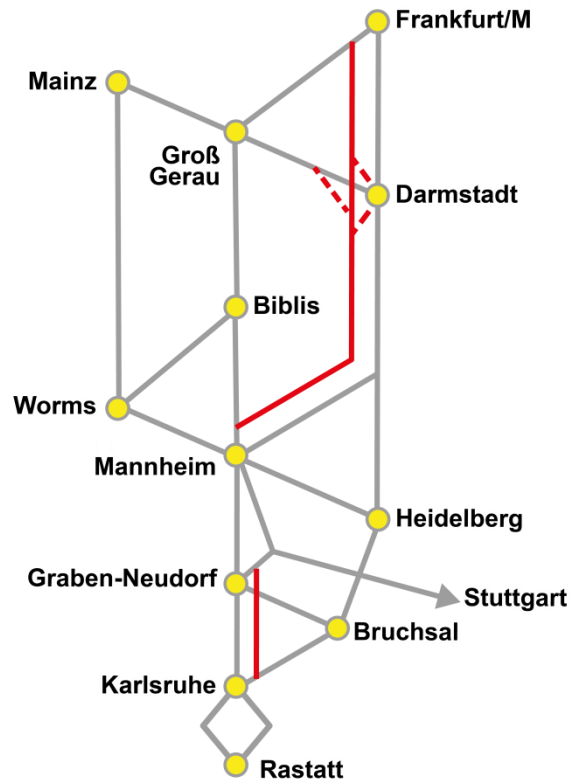 Frankfurt/M
Mainz
Groß
Gerau
Darmstadt
Biblis
Worms
Mannheim
Heidelberg
Graben-Neudorf
Stuttgart
Bruchsal
Karlsruhe
Rastatt